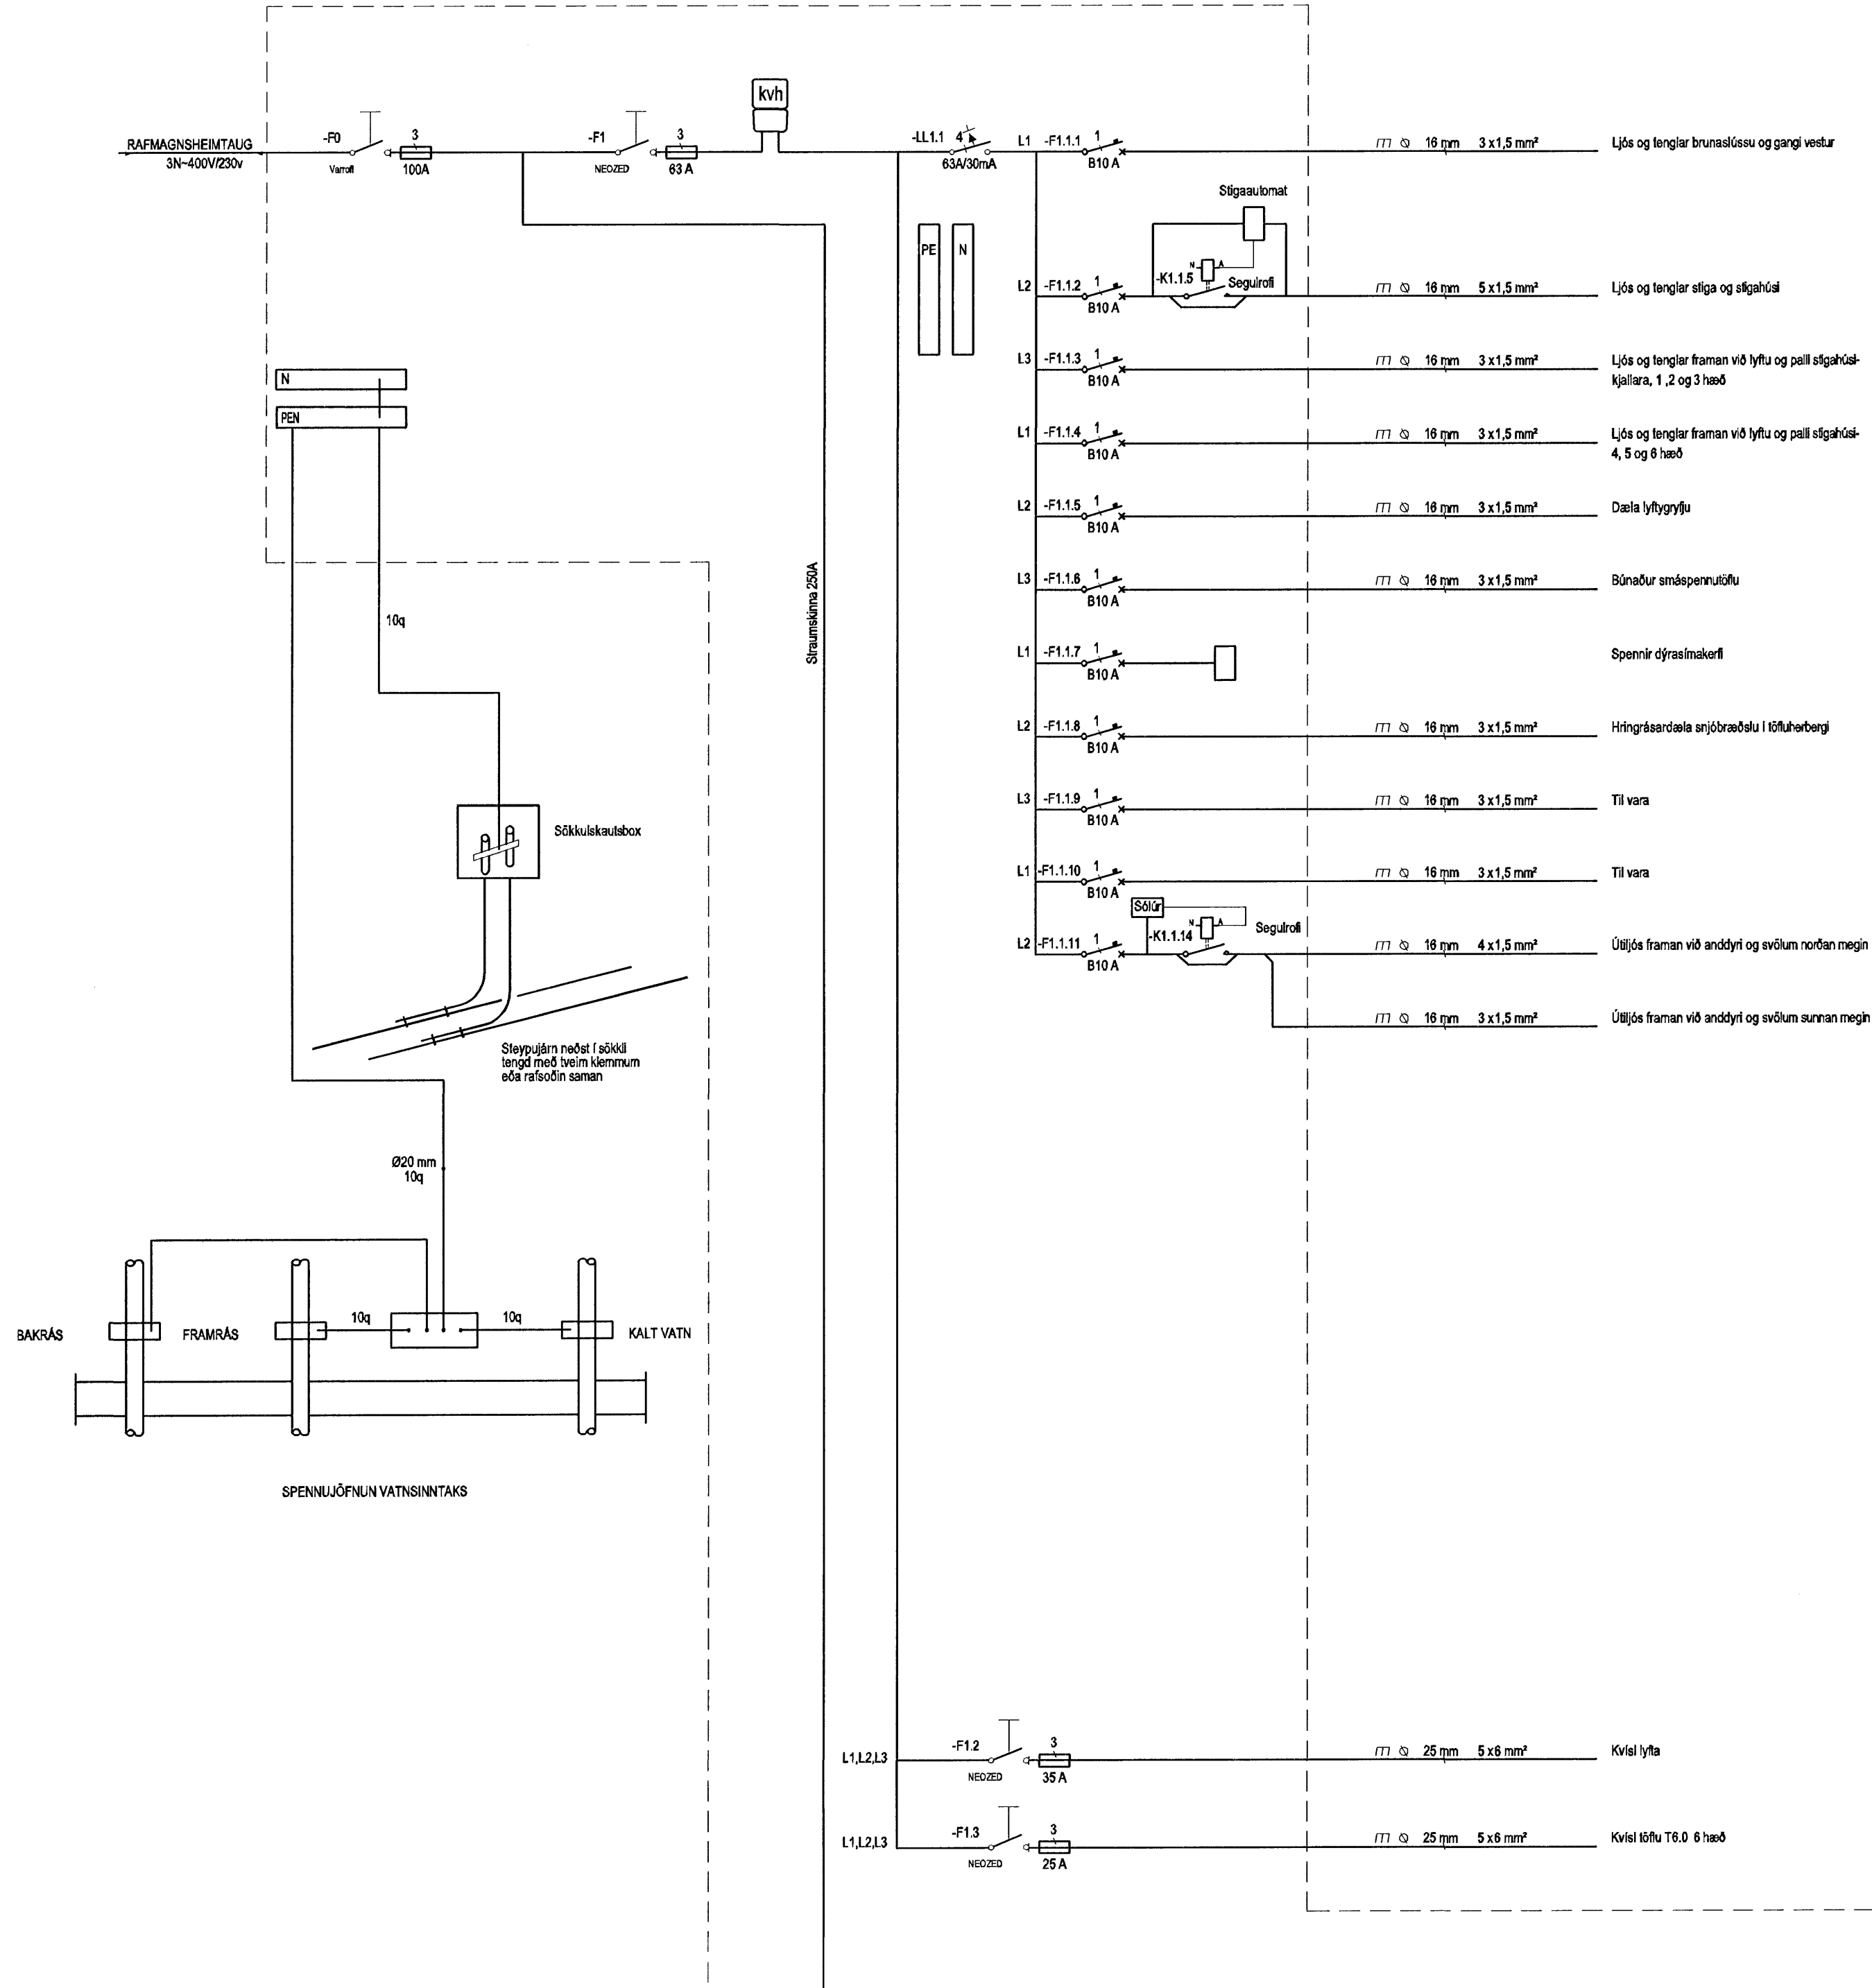 kvh
RAFMAGNSHEIMTAUG
3N~400V/230v
-F0
Varrofi
3
100A
-F1
NEOZED
3
63 A
-LL1.1
4
63A/30mA
L1 -F1.1.1 1
B10 A
16 mm 3 x1,5 mm²
Ljós og tenglar brunaslússu og gangi vestur
Stigaautomat
PE
N
L2 -F1.1.2 1
B10 A
-K1.1.5
N
A
Segulrofi
16 mm 5 x1,5 mm²
Ljós og tenglar stiga og stigahúsi
L3 -F1.1.3 1
B10 A
16 mm 3 x1,5 mm²
Ljós og tenglar framan við lyftu og palli stigahúsi-
kjallara, 1 ,2 og 3 hæð
N
PEN
L1 -F1.1.4 1
B10 A
16 mm 3 x1,5 mm²
Ljós og tenglar framan við lyftu og palli stigahúsi-
4, 5 og 6 hæð
L2 -F1.1.5 1
B10 A
16 mm 3 x1,5 mm²
Dæla lyftygryfju
Straumskinna 250A
10q
L3 -F1.1.6 1
B10 A
16 mm 3 x1,5 mm²
Búnaður smáspennutöflu
L1 -F1.1.7 1
B10 A
Spennir dýrasímakerfi
L2 -F1.1.8 1
B10 A
16 mm 3 x1,5 mm²
Hringrásardæla snjóbræðslu í töfluherbergi
L3 -F1.1.9 1
B10 A
16 mm 3 x1,5 mm²
Til vara
Sökkulskautsbox
L1 -F1.1.10 1
B10 A
16 mm 3 x1,5 mm²
Til vara
Sólúr
L2 -F1.1.11 1
B10 A
-K1.1.14
N
A
Segulrofi
16 mm 4 x1,5 mm²
Útiljós framan við anddyri og svölum norðan megin
16 mm 3 x1,5 mm²
Útiljós framan við anddyri og svölum sunnan megin
Steypujárn neðst í sökkli
tengd með tveim klemmum
eða rafsoðin saman
Ø20 mm
10q
BAKRÁS
FRAMRÁS
10q
10q
KALT VATN
SPENNUJÖFNUN VATNSINNTAKS
L1,L2,L3
-F1.2
NEOZED
3
35 A
25 mm 5 x6 mm²
Kvísl lyfta
L1,L2,L3
-F1.3
NEOZED
3
25 A
25 mm 5 x6 mm²
Kvísl töflu T6.0 6 hæð